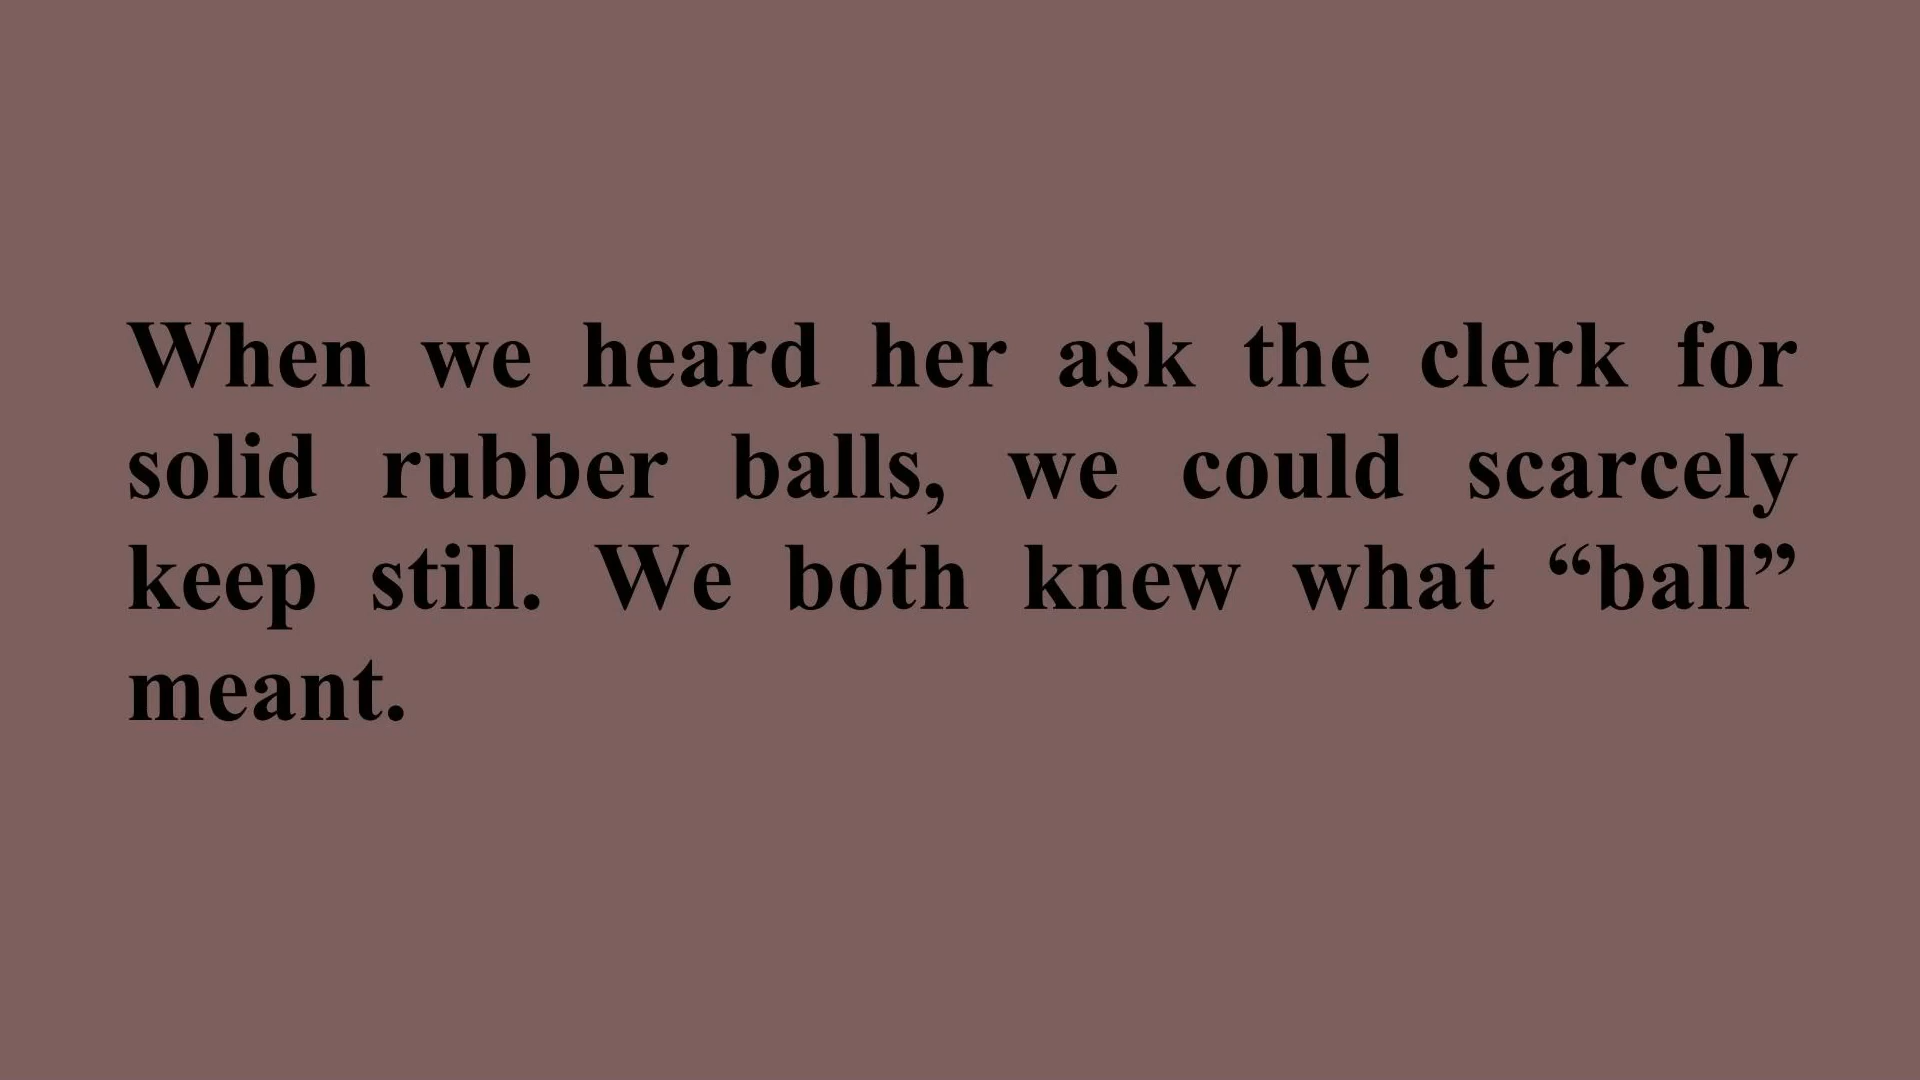 When we heard her ask the clerk for
solid rubber balls, we could scarcely
keep still. We both knew what “ball”
meant.